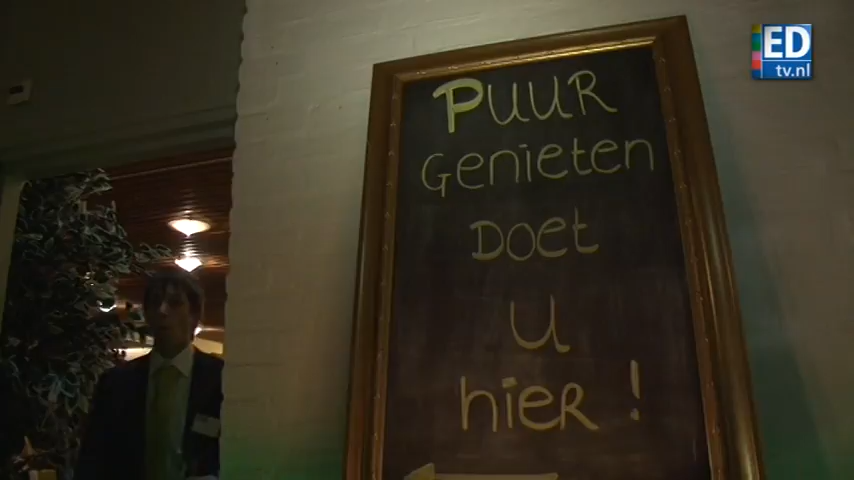 ED
tv.nl
PUUR
Genieten
DOET
U
hier !